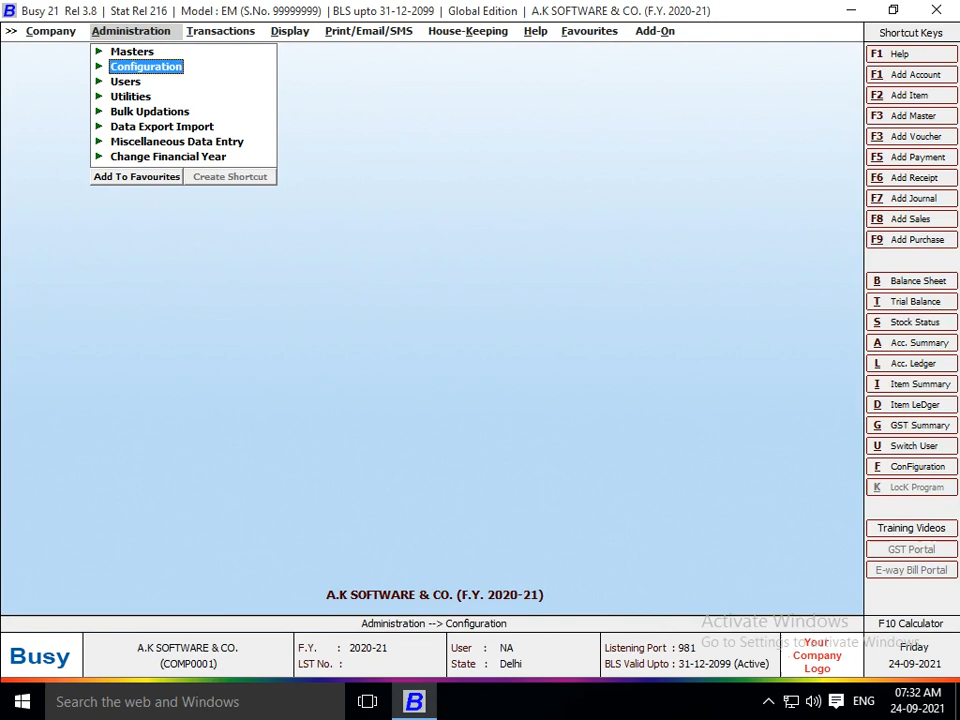 Busy 21 Rel 3.8 | Stat Rel 216 | Model : EM (S.No. 99999999) | BLS upto 31-12-2099 | Global Edition | A.K SOFTWARE & CO. (F.Y. 2020-21)
>> Company Administration Transactions Display Print/Email/SMS House-Keeping Help Favourites Add-On
Masters
Configuration
Users
Utilities
Bulk Updations
Data Export Import
Miscellaneous Data Entry
Change Financial Year
Add To Favourites Create Shortcut
Shortcut Keys
F1 Help
F1 Add Account
F2 Add Item
F3 Add Master
F3 Add Voucher
F5 Add Payment
F6 Add Receipt
F7 Add Journal
F8 Add Sales
F9 Add Purchase
B Balance Sheet
T Trial Balance
S Stock Status
A Acc. Summary
L Acc. Ledger
I Item Summary
D Item LeDger
G GST Summary
U Switch User
F ConFiguration
K LocK Program
Training Videos
GST Portal
E-way Bill Portal
A.K SOFTWARE & CO. (F.Y. 2020-21)
Activate Windows
Go to Settings to activate Windows.
Administration --> Configuration
F10 Calculator
Busy
A.K SOFTWARE & CO.
(COMP0001)
F.Y. : 2020-21
LST No. :
User : NA
State : Delhi
Listening Port : 981
BLS Valid Upto : 31-12-2099 (Active)
Your
Company
Logo
Friday
24-09-2021
Search the web and Windows
B
ENG
07:32 AM
24-09-2021